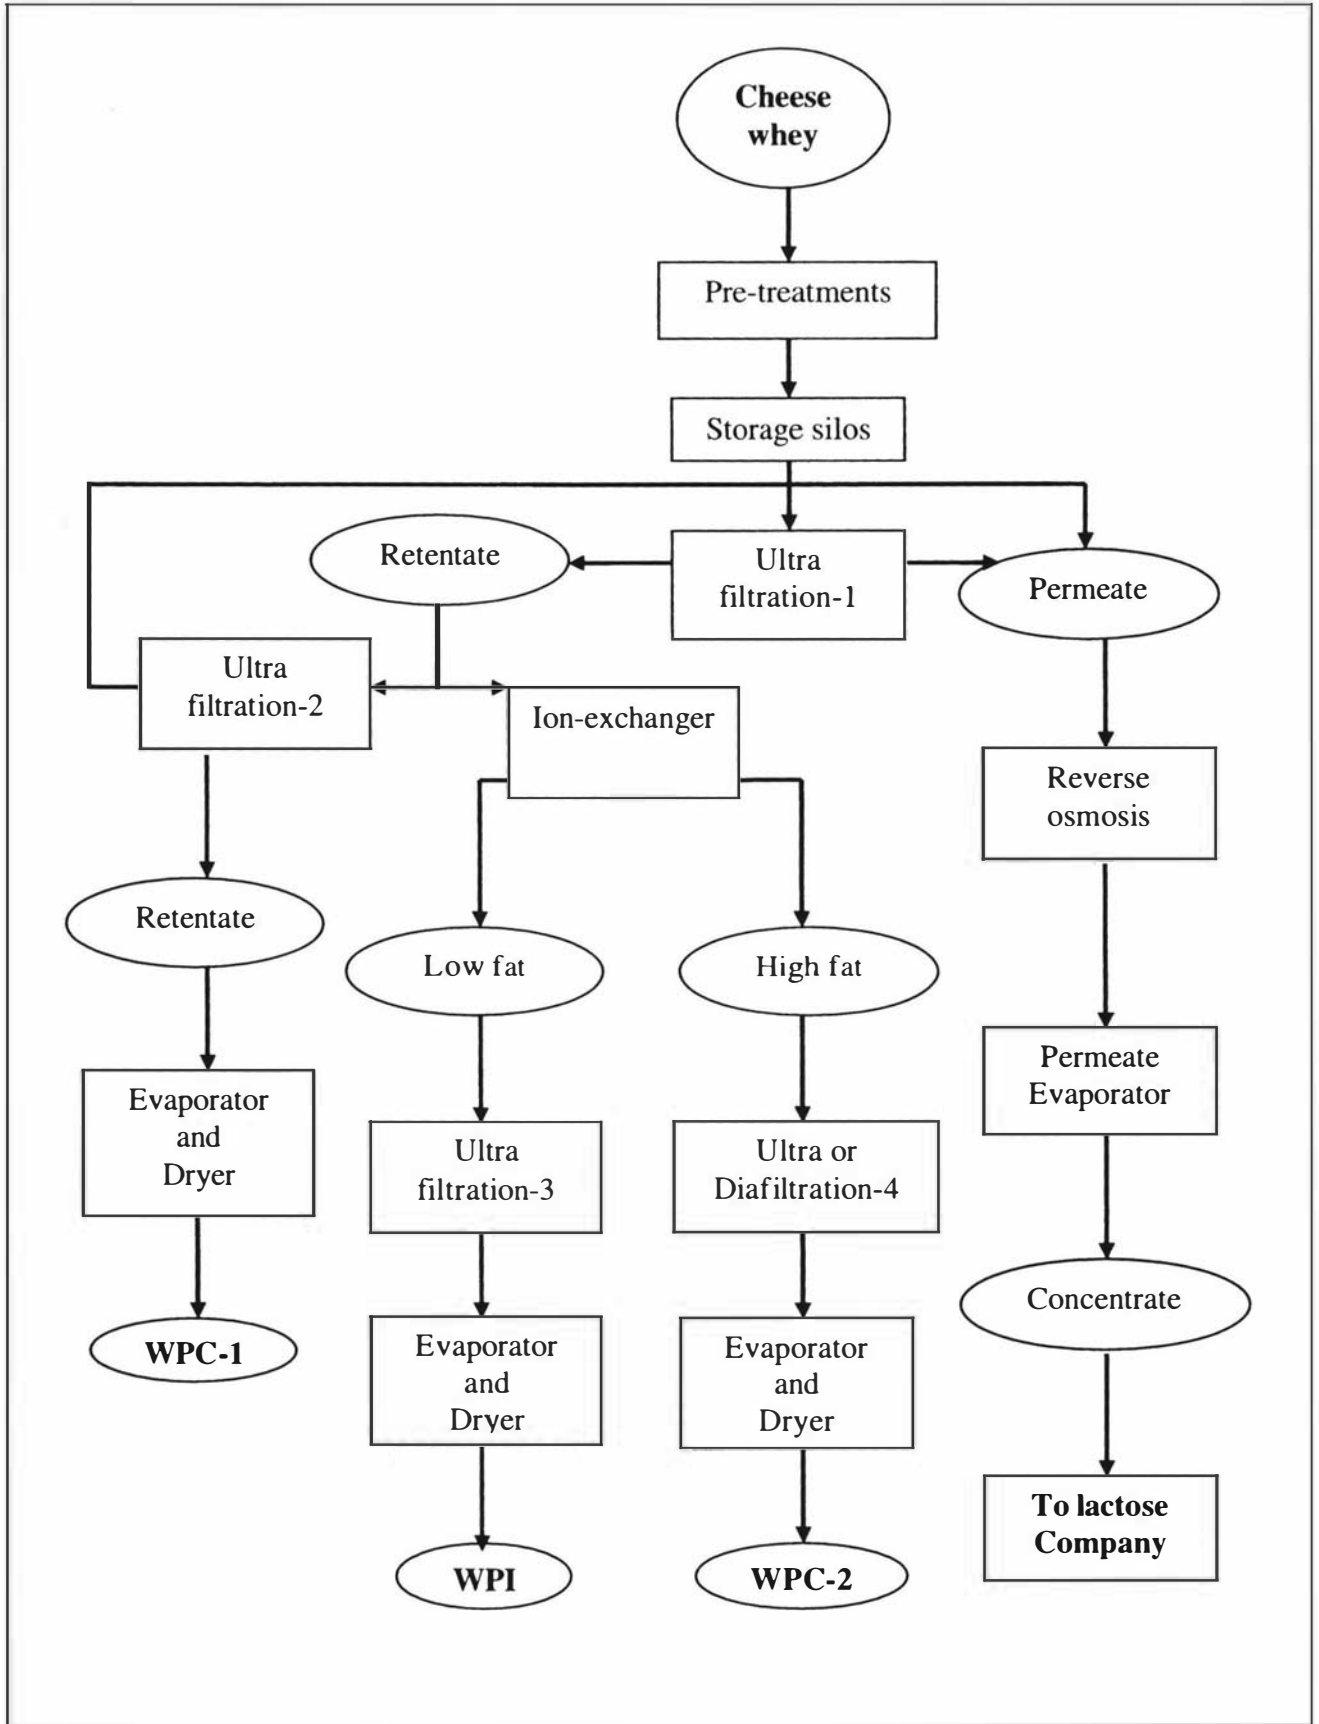 Cheese
whey
Pre-treatments
Storage silos
Retentate
Ultra
filtration-1
Permeate
Ultra
filtration-2
Ion-exchanger
Reverse
osmosis
Retentate
Low fat
High fat
Permeate
Evaporator
Evaporator
and
Dryer
Ultra
filtration-3
Ultra or
Diafiltration-4
Concentrate
WPC-1
Evaporator
and
Dryer
Evaporator
and
Dryer
To lactose
Company
WPI
WPC-2